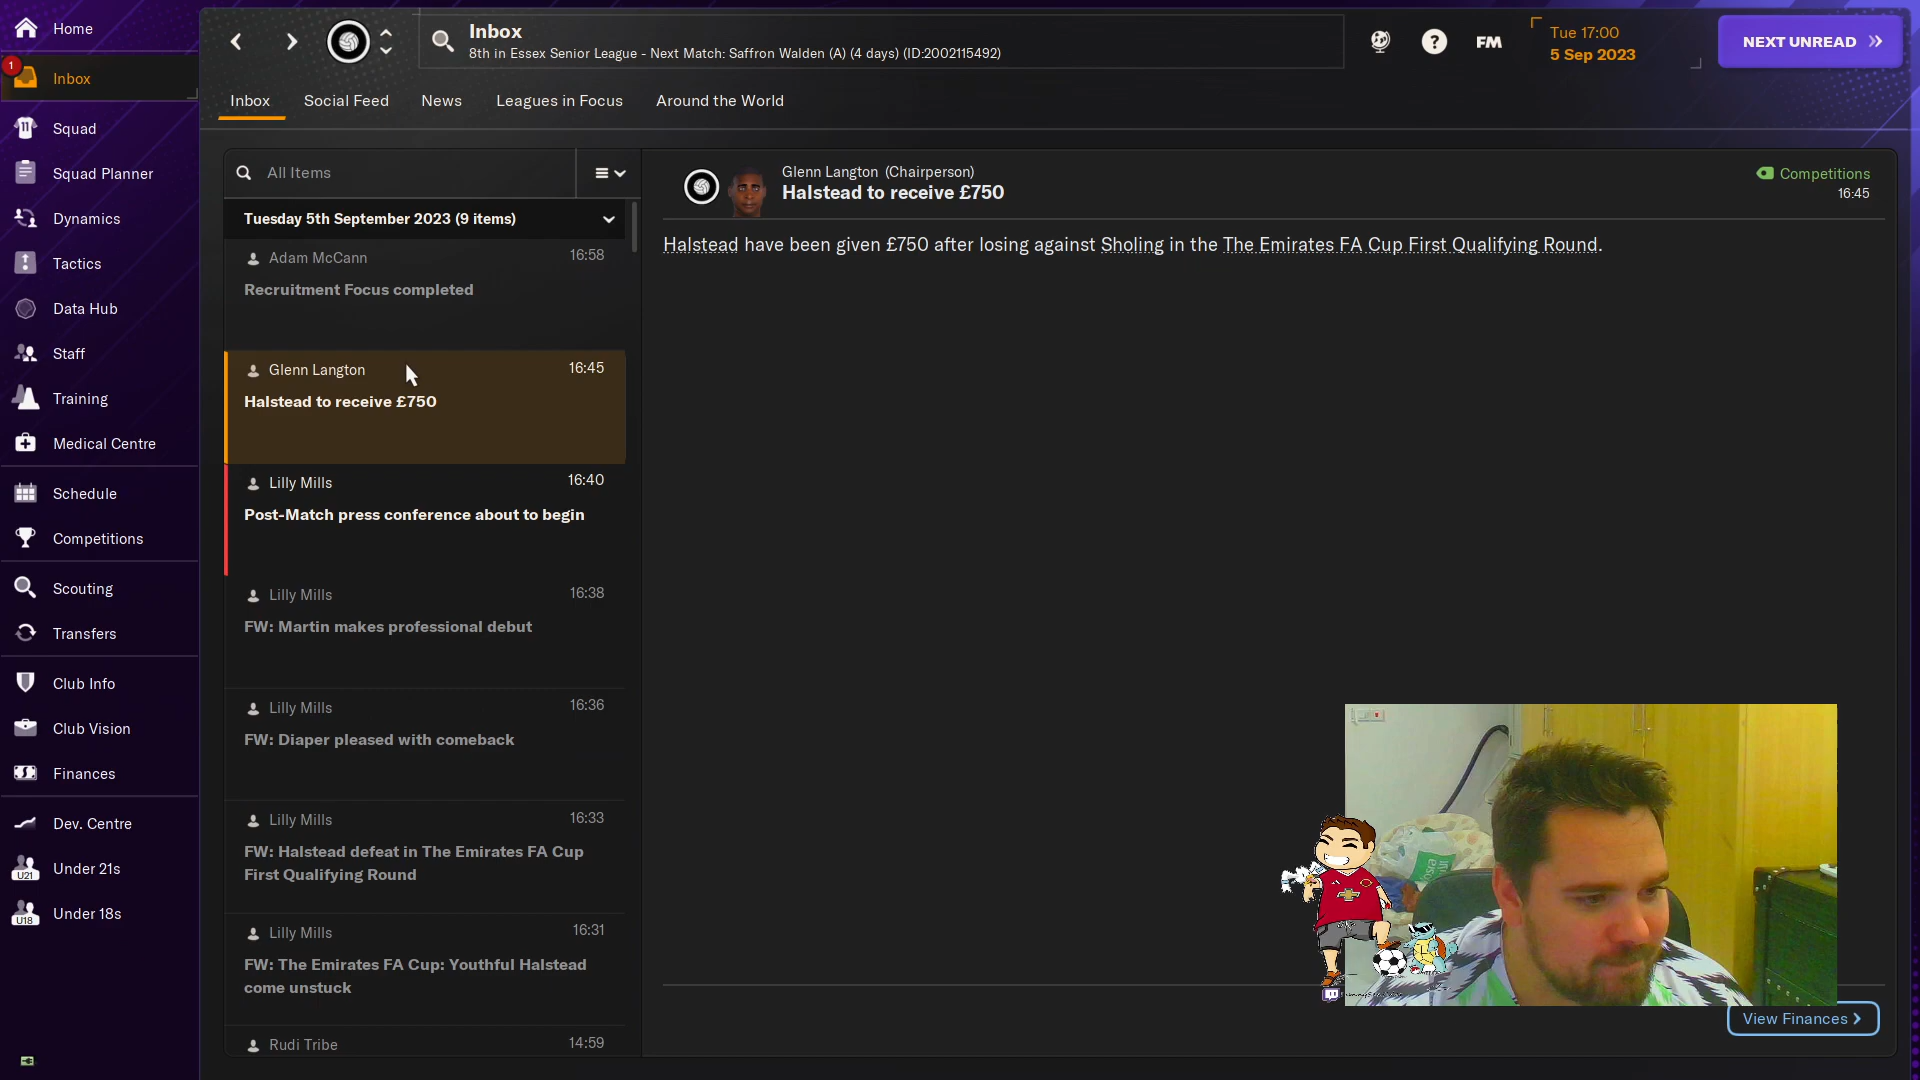 Home
1
Inbox
Squad
Squad Planner
Dynamics
Tactics
Data Hub
Staff
Training
Medical Centre
Schedule
Competitions
Scouting
Transfers
Club Info
Club Vision
Finances
Dev. Centre
U21
Under 21s
U18
Under 18s
Inbox
8th in Essex Senior League - Next Match: Saffron Walden (A) (4 days) (ID:2002115492)
?
FM
Tue 17:00
5 Sep 2023
NEXT UNREAD
Inbox
Social Feed
News
Leagues in Focus
Around the World
All Items
Tuesday 5th September 2023 (9 items)
Adam McCann
16:58
Recruitment Focus completed
Glenn Langton
16:45
Halstead to receive £750
Lilly Mills
16:40
Post-Match press conference about to begin
Lilly Mills
16:38
FW: Martin makes professional debut
Lilly Mills
16:36
FW: Diaper pleased with comeback
Lilly Mills
16:33
FW: Halstead defeat in The Emirates FA Cup
First Qualifying Round
Lilly Mills
16:31
FW: The Emirates FA Cup: Youthful Halstead
come unstuck
Rudi Tribe
14:59
Glenn Langton (Chairperson)
Halstead to receive £750
Competitions
16:45
Halstead have been given £750 after losing against Sholing in the The Emirates FA Cup First Qualifying Round.
View Finances